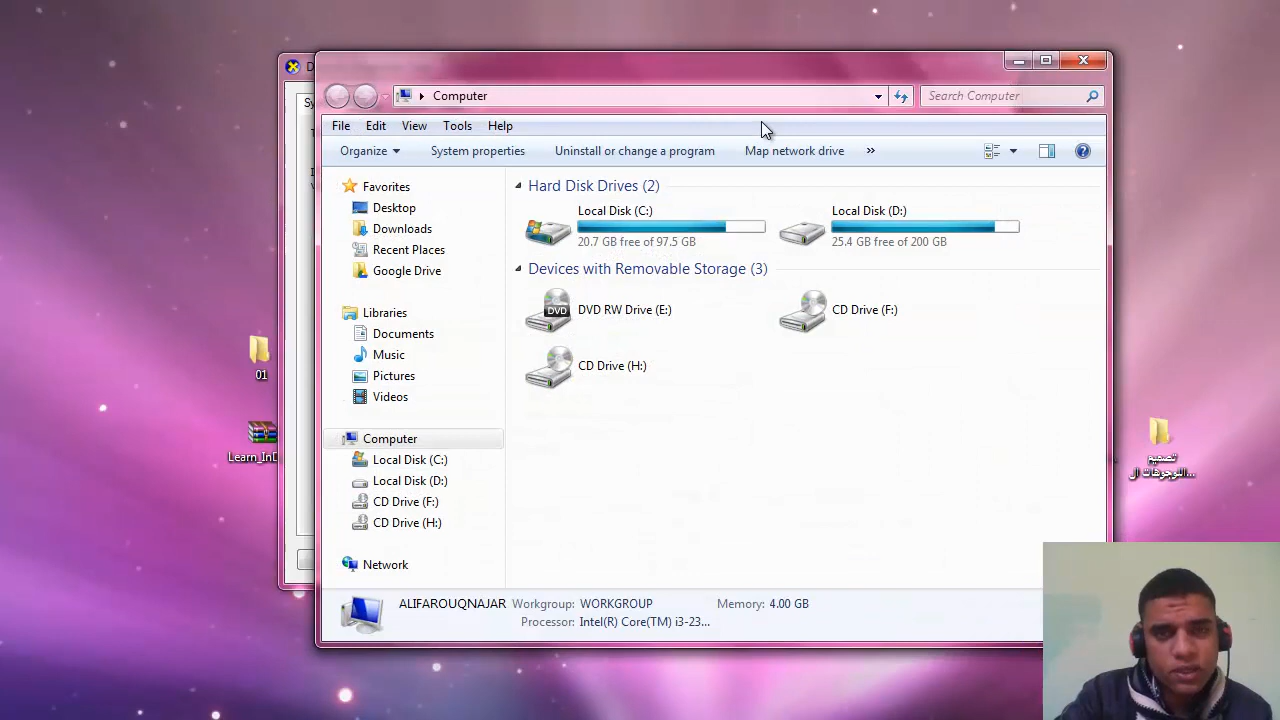 Computer
Search Computer
File Edit View Tools Help
Organize System properties Uninstall or change a program Map network drive »
Favorites
Desktop
Downloads
Recent Places
Google Drive
Libraries
Documents
Music
Pictures
Videos
Computer
Local Disk (C:)
Local Disk (D:)
CD Drive (F:)
CD Drive (H:)
Network
Hard Disk Drives (2)
Local Disk (C:)
20.7 GB free of 97.5 GB
Local Disk (D:)
25.4 GB free of 200 GB
Devices with Removable Storage (3)
DVD
DVD RW Drive (E:)
CD Drive (F:)
CD Drive (H:)
ALIFAROUQNAJAR Workgroup: WORKGROUP Memory: 4.00 GB
Processor: Intel(R) Core(TM) i3-23...
01
تصميم
اللوجوهات ال...